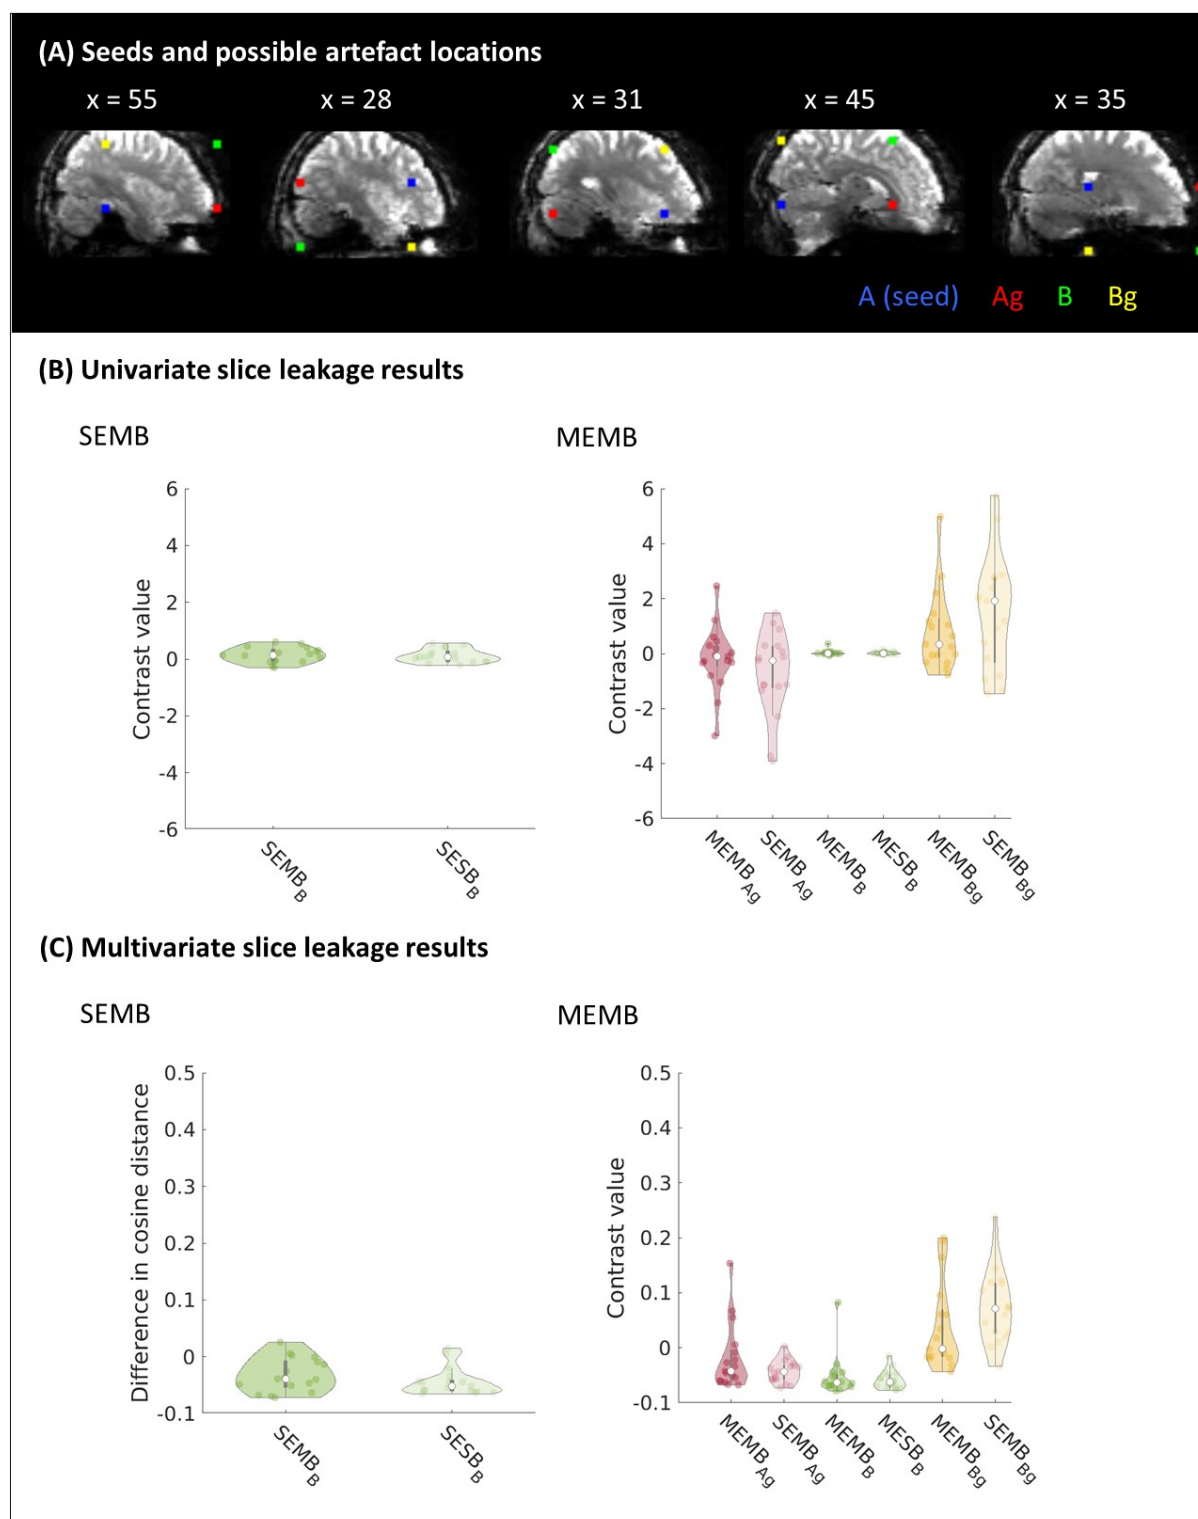 (A) Seeds and possible artefact locations
x = 55 x = 28 x = 31 x = 45 x = 35
A (seed) Ag B Bg
(B) Univariate slice leakage results
SEMB MEMB
6
4
2
0
-2
-4
-6
Contrast value
SEMB_B SESB_B
6
4
2
0
-2
-4
-6
Contrast value
MEMB_Ag SEMB_Ag MEMB_B MESB_B MEMB_Bg SEMB_Bg
(C) Multivariate slice leakage results
SEMB MEMB
0.5
0.4
0.3
0.2
0.1
0
-0.1
Difference in cosine distance
SEMB_B SESB_B
0.5
0.4
0.3
0.2
0.1
0
-0.1
Contrast value
MEMB_Ag SEMB_Ag MEMB_B MESB_B MEMB_Bg SEMB_Bg